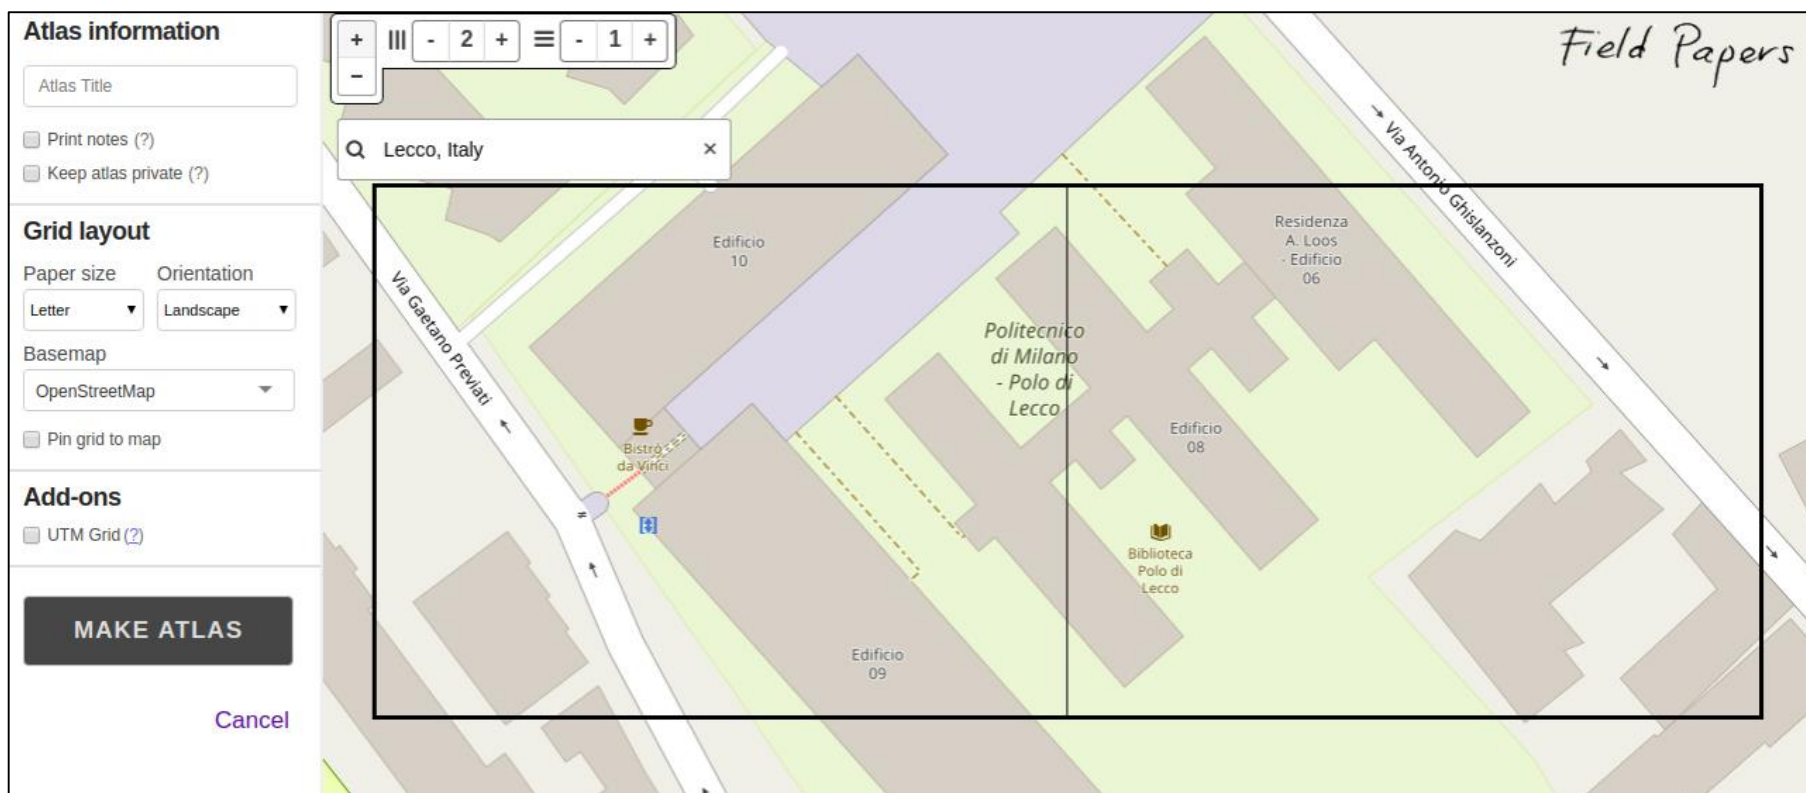 Atlas information
Atlas Title
Print notes (?)
Keep atlas private (?)
Grid layout
Paper size Orientation
Letter Landscape
Basemap
OpenStreetMap
Pin grid to map
Add-ons
UTM Grid (?)
MAKE ATLAS
Cancel
+ - 2 + - 1 +
-
Lecco, Italy ×
Field Papers
Via Antonio Ghislanzoni
Edificio
10
Residenza
A. Loos
- Edificio
06
Via Gaetano Previati
Politecnico
di Milano
- Polo di
Lecco
Bistrò
da Vinci
Edificio
08
Biblioteca
Polo di
Lecco
Edificio
09